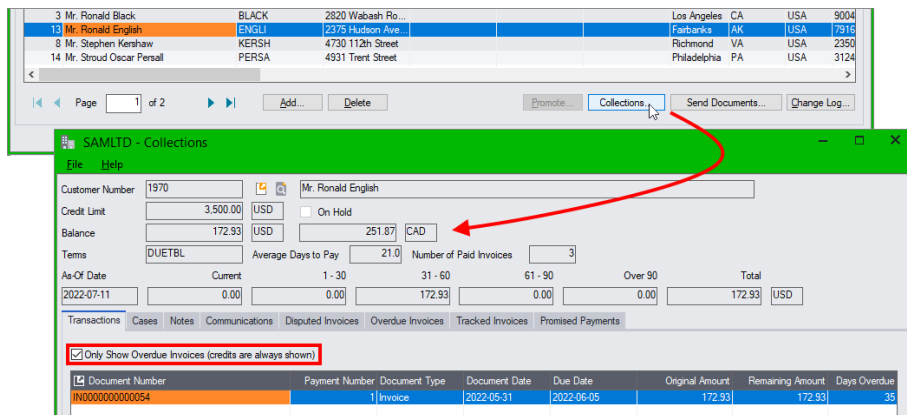 3 Mr. Ronald Black BLACK 2820 Wabash Ro... Los Angeles CA USA 9004
13 Mr. Ronald English ENGLI 2375 Hudson Ave... Fairbanks AK USA 7916
8 Mr. Stephen Kershaw KERSH 4730 112th Street Richmond VA USA 2350
14 Mr. Stroud Oscar Persall PERSA 4931 Trent Street Philadelphia PA USA 3124
Page 1 of 2 Add... Delete Promote... Collections... Send Documents... Change Log...
SAMLTD - Collections
File Help
Customer Number 1970 Mr. Ronald English
Credit Limit 3,500.00 USD On Hold
Balance 172.93 USD 251.87 CAD
Terms DUETBL Average Days to Pay 21.0 Number of Paid Invoices 3
As-Of Date Current 1 - 30 31 - 60 61 - 90 Over 90 Total
2022-07-11 0.00 0.00 172.93 0.00 0.00 172.93 USD
Transactions Cases Notes Communications Disputed Invoices Overdue Invoices Tracked Invoices Promised Payments
Only Show Overdue Invoices (credits are always shown)
Document Number Payment Number Document Type Document Date Due Date Original Amount Remaining Amount Days Overdue
IN0000000000054 1 Invoice 2022-05-31 2022-06-05 172.93 172.93 35